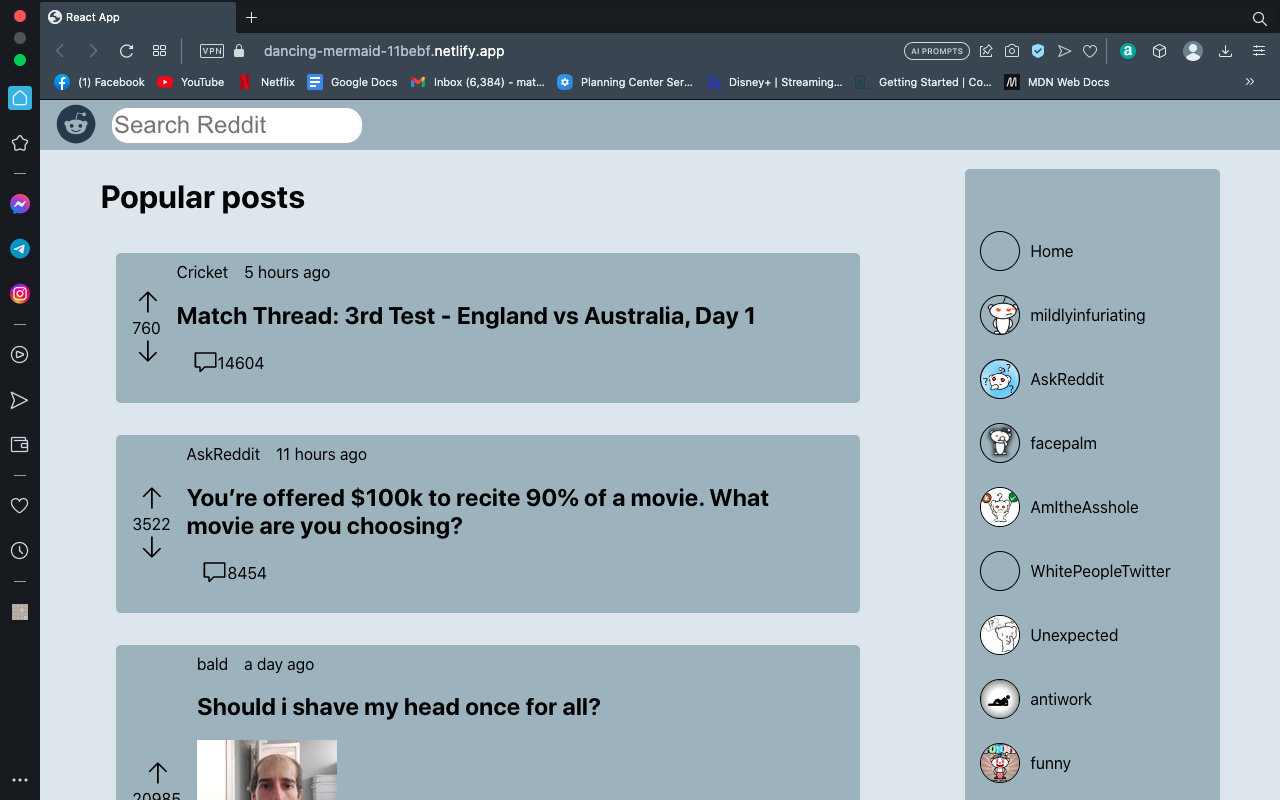 React App
VPN
dancing-mermaid-11bebf.netlify.app
AI PROMPTS
(1) Facebook
YouTube
Netflix
Google Docs
Inbox (6,384) - mat...
Planning Center Ser...
Disney+ | Streaming...
Getting Started | Co...
MDN Web Docs
Search Reddit
Popular posts
Cricket 5 hours ago
760
Match Thread: 3rd Test - England vs Australia, Day 1
14604
AskReddit 11 hours ago
3522
You’re offered $100k to recite 90% of a movie. What
movie are you choosing?
8454
bald a day ago
Should i shave my head once for all?
20985
Home
mildlyinfuriating
AskReddit
facepalm
AmItheAsshole
WhitePeopleTwitter
Unexpected
antiwork
funny